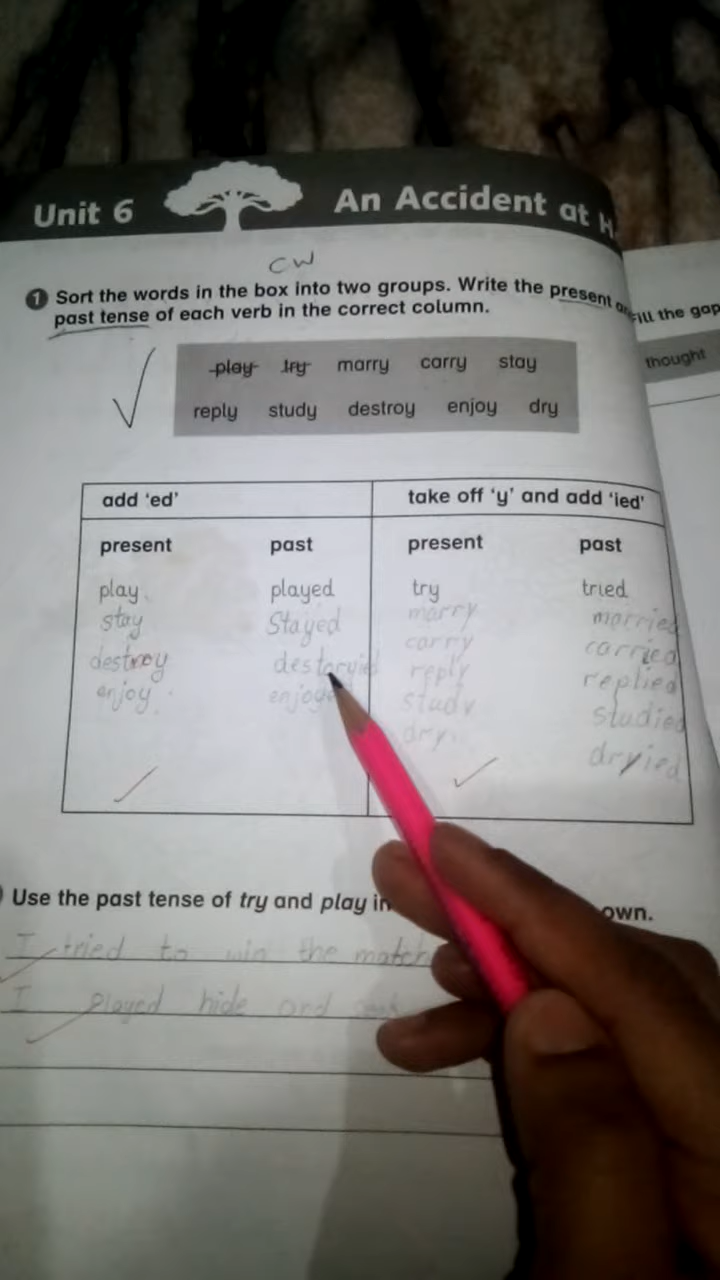 Unit 6 An Accident at H
CW
1 Sort the words in the box into two groups. Write the present
past tense of each verb in the correct column.
play try marry carry stay
reply study destroy enjoy dry
add 'ed' take off 'y' and add 'ied'
present past present past
play played try tried
stay Stayed marry married
destroy destoryied carry carried
enjoy enjoye reply replied
study studied
dry dryied
Use the past tense of try and play in own.
I tried to win the match
I played hide and seek
Fill the gap
thought